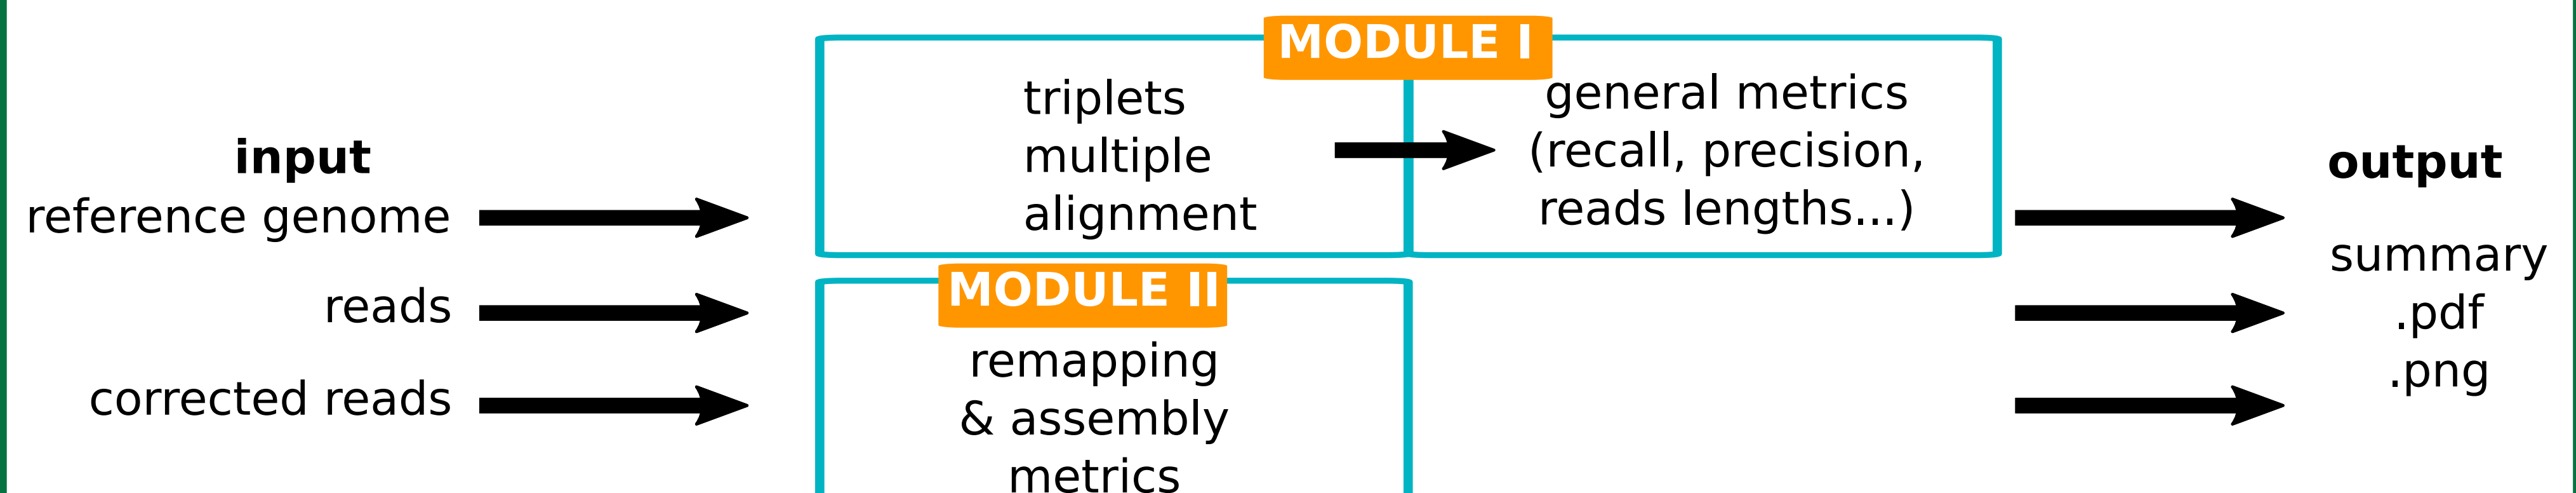 input
reference genome
reads
corrected reads
MODULE I
triplets
multiple
alignment
general metrics
(recall, precision,
reads lengths...)
MODULE II
remapping
& assembly
metrics
output
summary
.pdf
.png